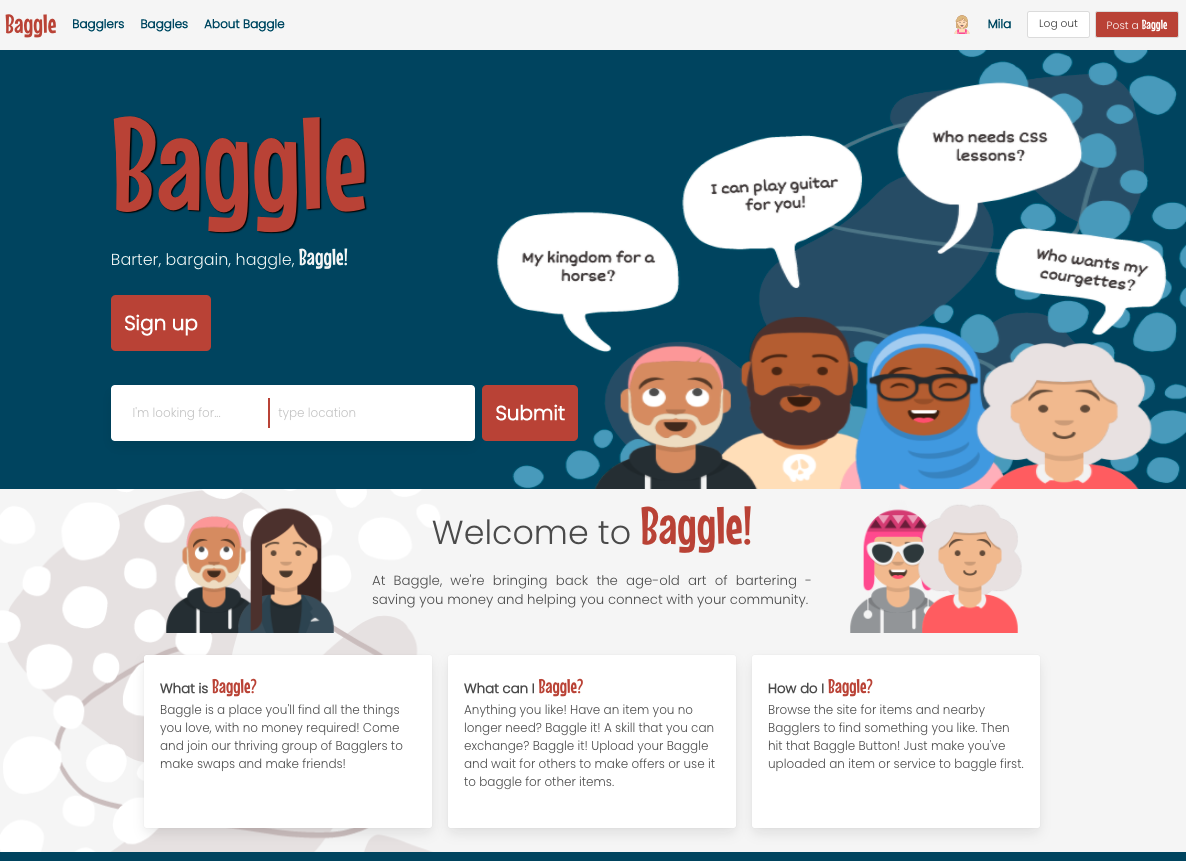 Baggle Bagglers Baggles About Baggle Mila Log out Post a Baggle
Baggle
Barter, bargain, haggle, Baggle!
Sign up
I'm looking for...
type location
Submit
My kingdom for a
horse?
I can play guitar
for you!
Who needs CSS
lessons?
Who wants my
courgettes?
Welcome to Baggle!
At Baggle, we're bringing back the age-old art of bartering -
saving you money and helping you connect with your community.
What is Baggle?
Baggle is a place you'll find all the things
you love, with no money required! Come
and join our thriving group of Bagglers to
make swaps and make friends!
What can I Baggle?
Anything you like! Have an item you no
longer need? Baggle it! A skill that you can
exchange? Baggle it! Upload your Baggle
and wait for others to make offers or use it
to baggle for other items.
How do I Baggle?
Browse the site for items and nearby
Bagglers to find something you like. Then
hit that Baggle Button! Just make you've
uploaded an item or service to baggle first.